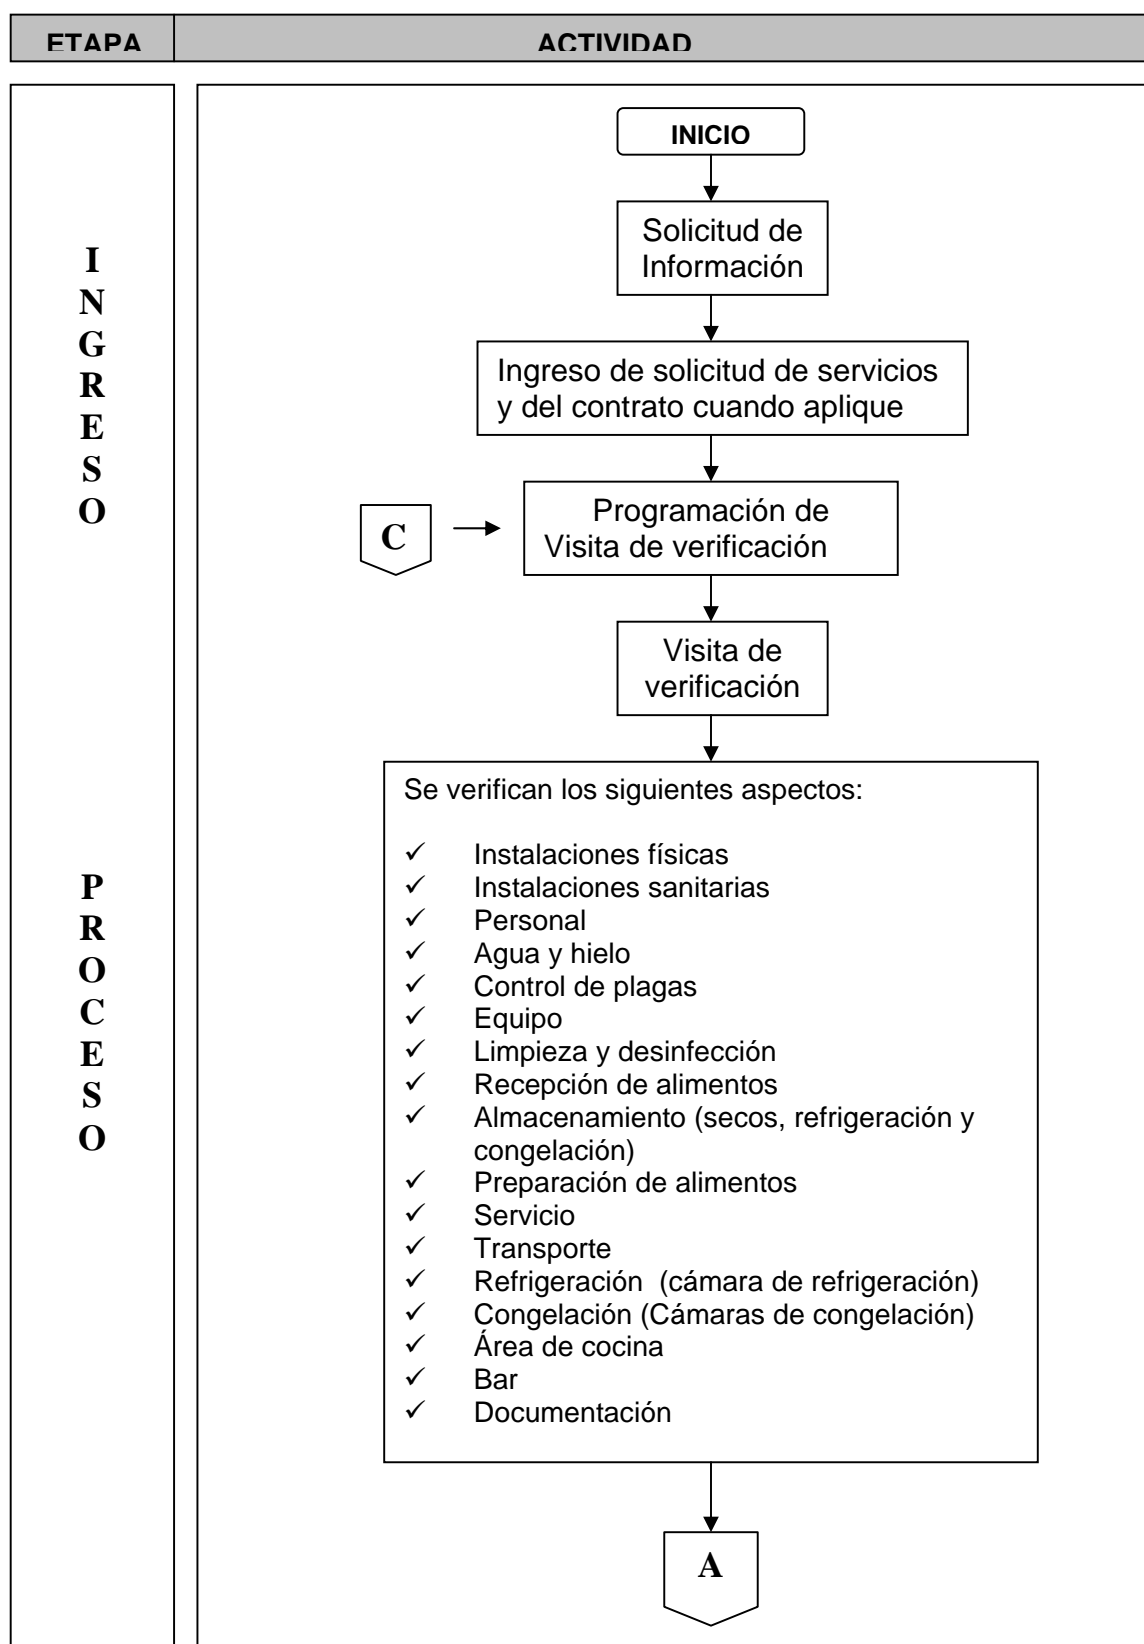 ETAPA
ACTIVIDAD
I
N
G
R
E
S
O
P
R
O
C
E
S
O
INICIO
Solicitud de
Información
Ingreso de solicitud de servicios
y del contrato cuando aplique
C
Programación de
Visita de verificación
Visita de
verificación
Se verifican los siguientes aspectos:
✓ Instalaciones físicas
✓ Instalaciones sanitarias
✓ Personal
✓ Agua y hielo
✓ Control de plagas
✓ Equipo
✓ Limpieza y desinfección
✓ Recepción de alimentos
✓ Almacenamiento (secos, refrigeración y
congelación)
✓ Preparación de alimentos
✓ Servicio
✓ Transporte
✓ Refrigeración  (cámara de refrigeración)
✓ Congelación (Cámaras de congelación)
✓ Área de cocina
✓ Bar
✓ Documentación
A